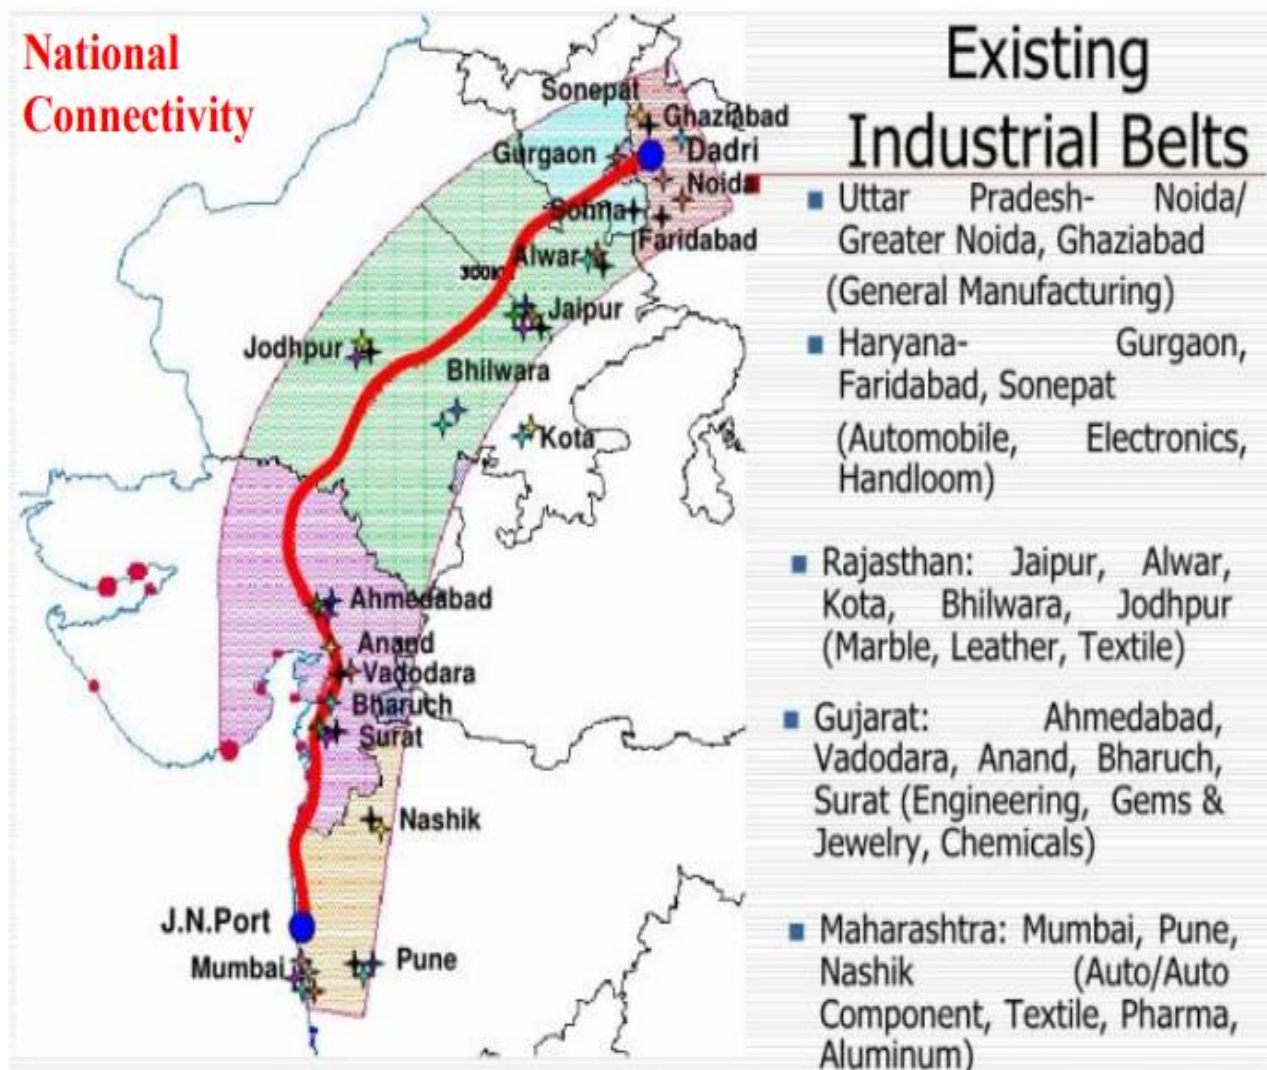 National
Connectivity
Sonepat
Ghaziabad
Gurgaon
Dadri
Noida
Sohna
Faridabad
Alwar
Jaipur
Jodhpur
Bhilwara
Kota
Ahmedabad
Anand
Vadodara
Bharuch
Surat
Nashik
J.N.Port
Mumbai
Pune
Existing
Industrial Belts
Uttar Pradesh- Noida/
Greater Noida, Ghaziabad
(General Manufacturing)
Haryana- Gurgaon,
Faridabad, Sonepat
(Automobile, Electronics,
Handloom)
Rajasthan: Jaipur, Alwar,
Kota, Bhilwara, Jodhpur
(Marble, Leather, Textile)
Gujarat: Ahmedabad,
Vadodara, Anand, Bharuch,
Surat (Engineering, Gems &
Jewelry, Chemicals)
Maharashtra: Mumbai, Pune,
Nashik (Auto/Auto
Component, Textile, Pharma,
Aluminum)